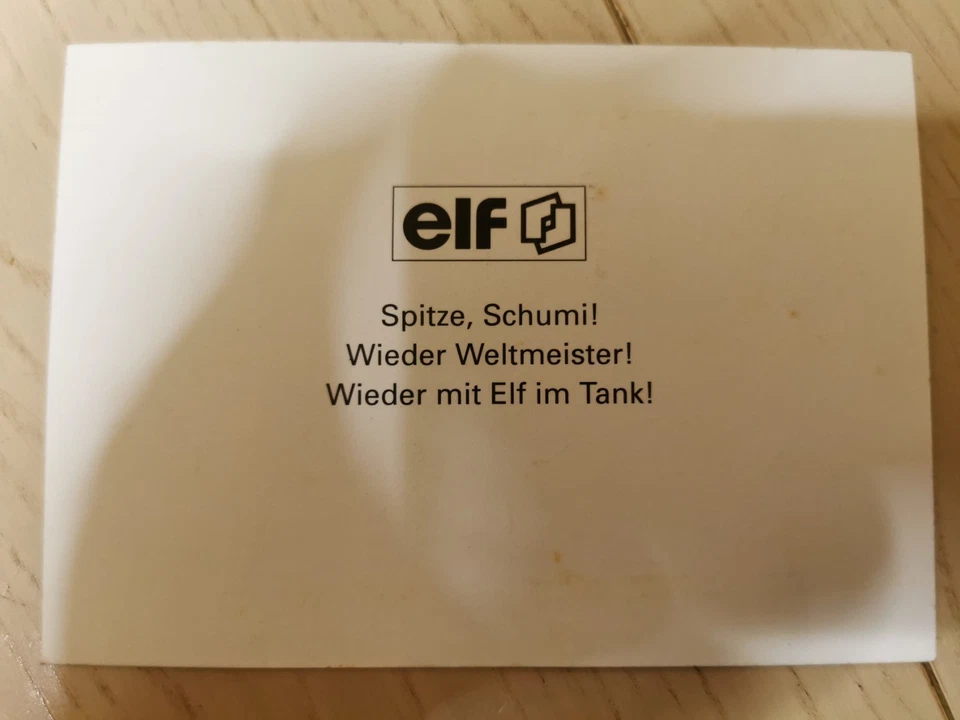 elf
Spitze, Schumi!
Wieder Weltmeister!
Wieder mit Elf im Tank!